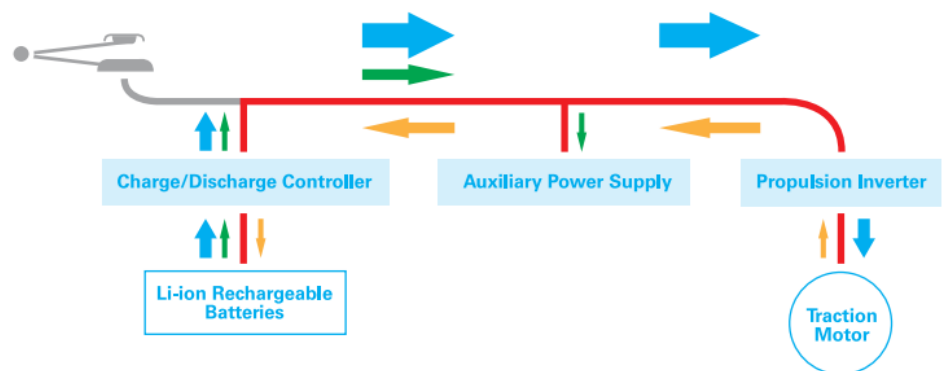 Charge/Discharge Controller
Auxiliary Power Supply
Propulsion Inverter
Li-ion Rechargeable
Batteries
Traction
Motor